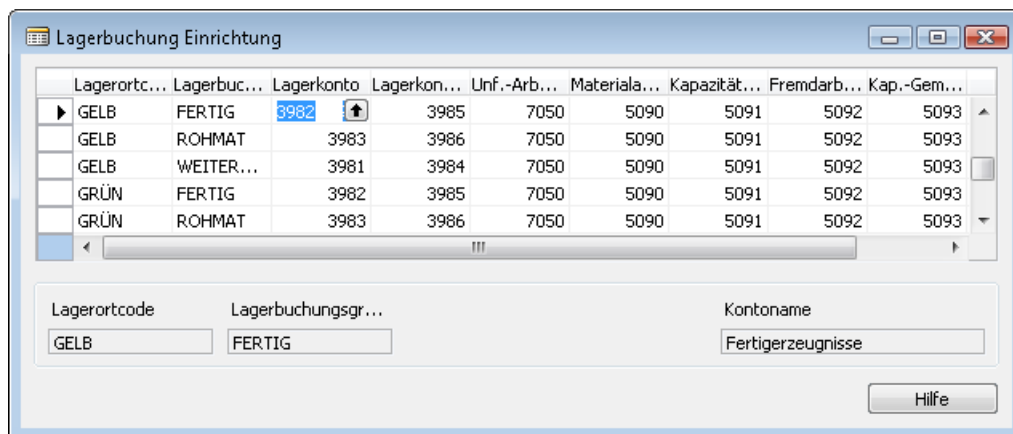 Lagerbuchung Einrichtung
Lagerortc... Lagerbuc... Lagerkonto Lagerkon... Unf.-Arb... Materiala... Kapazität... Fremdarb... Kap.-Gem...
GELB FERTIG 3982 3985 7050 5090 5091 5092 5093
GELB ROHMAT 3983 3986 7050 5090 5091 5092 5093
GELB WEITER... 3981 3984 7050 5090 5091 5092 5093
GRÜN FERTIG 3982 3985 7050 5090 5091 5092 5093
GRÜN ROHMAT 3983 3986 7050 5090 5091 5092 5093
Lagerortcode Lagerbuchungsgr... Kontoname
GELB FERTIG Fertigerzeugnisse
Hilfe